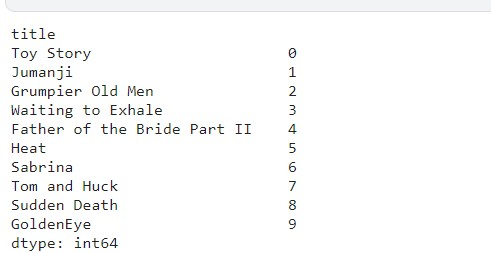 title
Toy Story 0
Jumanji 1
Grumpier Old Men 2
Waiting to Exhale 3
Father of the Bride Part II 4
Heat 5
Sabrina 6
Tom and Huck 7
Sudden Death 8
GoldenEye 9
dtype: int64